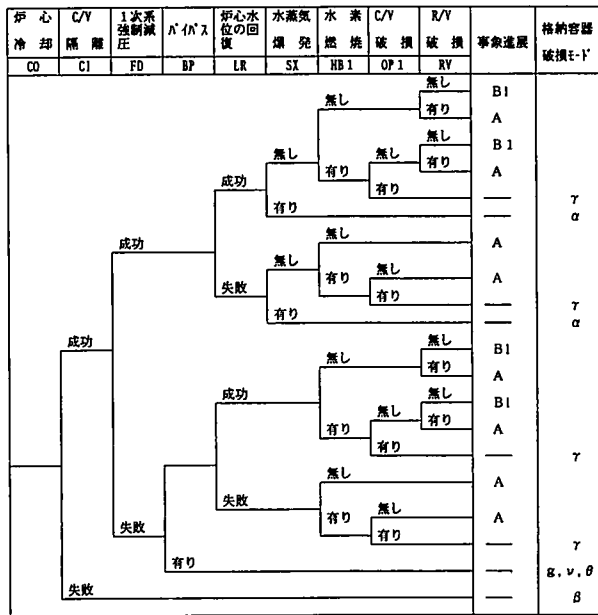 炉心冷却 C/V隔離 1次系強制減圧 バイパス 炉心水位の回復 水蒸気爆発 水素燃焼 C/V破損 R/V破損 事象進展 格納容器破損モード
CO CI FD BP LR SX HB1 OP1 RV
無し B1
無し
有り A
無し B1
無し 無し
有り 有り A
成功 有り — γ
有り — α
成功 無し A
無し
有り 無し A
失敗 有り — γ
有り — α
成功
無し B1
無し
有り A
成功 無し B1
無し
有り 有り A
有り — γ
無し A
失敗 無し A
有り
失敗 有り — γ
有り — g, ν, β
失敗 — β